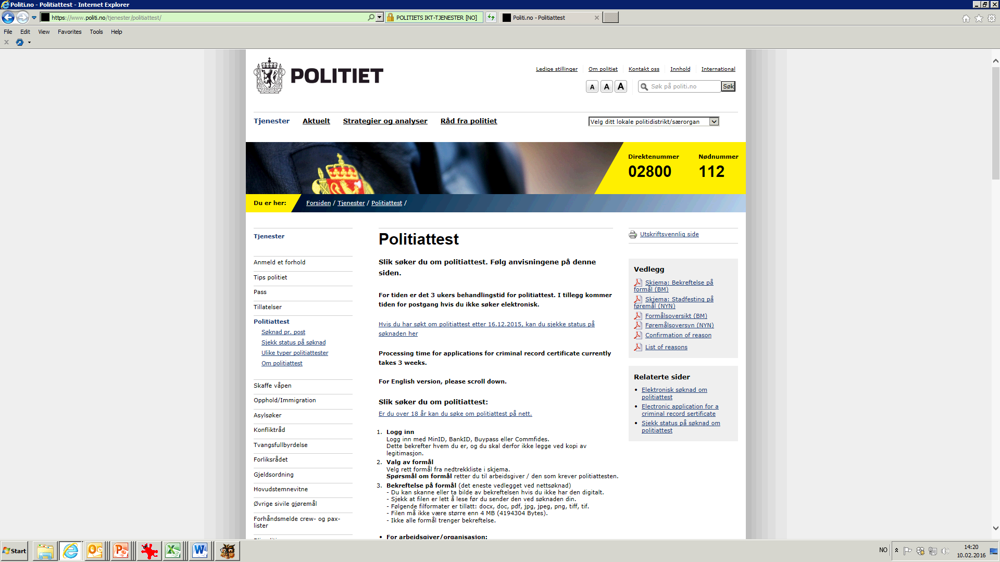 Politi.no - Politiattest - Internet Explorer
https://www.politi.no/tjenester/politiattest/
POLITIETS IKT-TJENESTER [NO]
Politi.no - Politiattest
File Edit View Favorites Tools Help
POLITIET
Ledige stillinger Om politiet Kontakt oss Innhold International
A A A
Søk på politi.no
Søk
Tjenester Aktuelt Strategier og analyser Råd fra politiet
Velg ditt lokale politidistrikt/særorgan
Direktenummer Nødnummer
02800 112
Du er her: Forsiden / Tjenester / Politiattest /
Tjenester
Anmeld et forhold
Tips politiet
Pass
Tillatelser
Politiattest
Søknad pr. post
Sjekk status på søknad
Ulike typer politiattester
Om politiattest
Skaffe våpen
Opphold/Immigration
Asylsøker
Konfliktråd
Tvangsfullbyrdelse
Forliksrådet
Gjeldsordning
Hovudstemnevitne
Øvrige sivile gjøremål
Forhåndsmelde crew- og pax-
lister
Politiattest
Slik søker du om politiattest. Følg anvisningene på denne
siden.
For tiden er det 3 ukers behandlingstid for politiattest. I tillegg kommer
tiden for postgang hvis du ikke søker elektronisk.
Hvis du har søkt om politiattest etter 16.12.2015, kan du sjekke status på
søknaden her
Processing time for applications for criminal record certificate currently
takes 3 weeks.
For English version, please scroll down.
Slik søker du om politiattest:
Er du over 18 år kan du søke om politiattest på nett.
1. Logg inn
Logg inn med MinID, BankID, Buypass eller Commfides.
Dette bekrefter hvem du er, og du skal derfor ikke legge ved kopi av
legitimasjon.
2. Valg av formål
Velg rett formål fra nedtrekkliste i skjema.
Spørsmål om formål retter du til arbeidsgiver / den som krever politiattesten.
3. Bekreftelse på formål (det eneste vedlegget ved nettsøknad)
- Du kan skanne eller ta bilde av bekreftelsen hvis du ikke har den digitalt.
- Sjekk at filen er lett å lese før du sender den ved søknaden din.
- Følgende filformater er tillatt: docx, doc, pdf, jpg, jpeg, png, tiff, tif.
- Filen må ikke være større enn 4 MB (4194304 Bytes).
- Ikke alle formål trenger bekreftelse.
• For arbeidsgiver/organisasjon:
Utskriftsvennlig side
Vedlegg
Skjema: Bekreftelse på
formål (BM)
Skjema: Stadfesting på
føremål (NYN)
Formålsoversikt (BM)
Føremålsoversyn (NYN)
Confirmation of reason
List of reasons
Relaterte sider
• Elektronisk søknad om
politiattest
• Electronic application for a
criminal record sertificate
• Sjekk status på søknad om
politiattest
Start
NO
14:20
10.02.2016